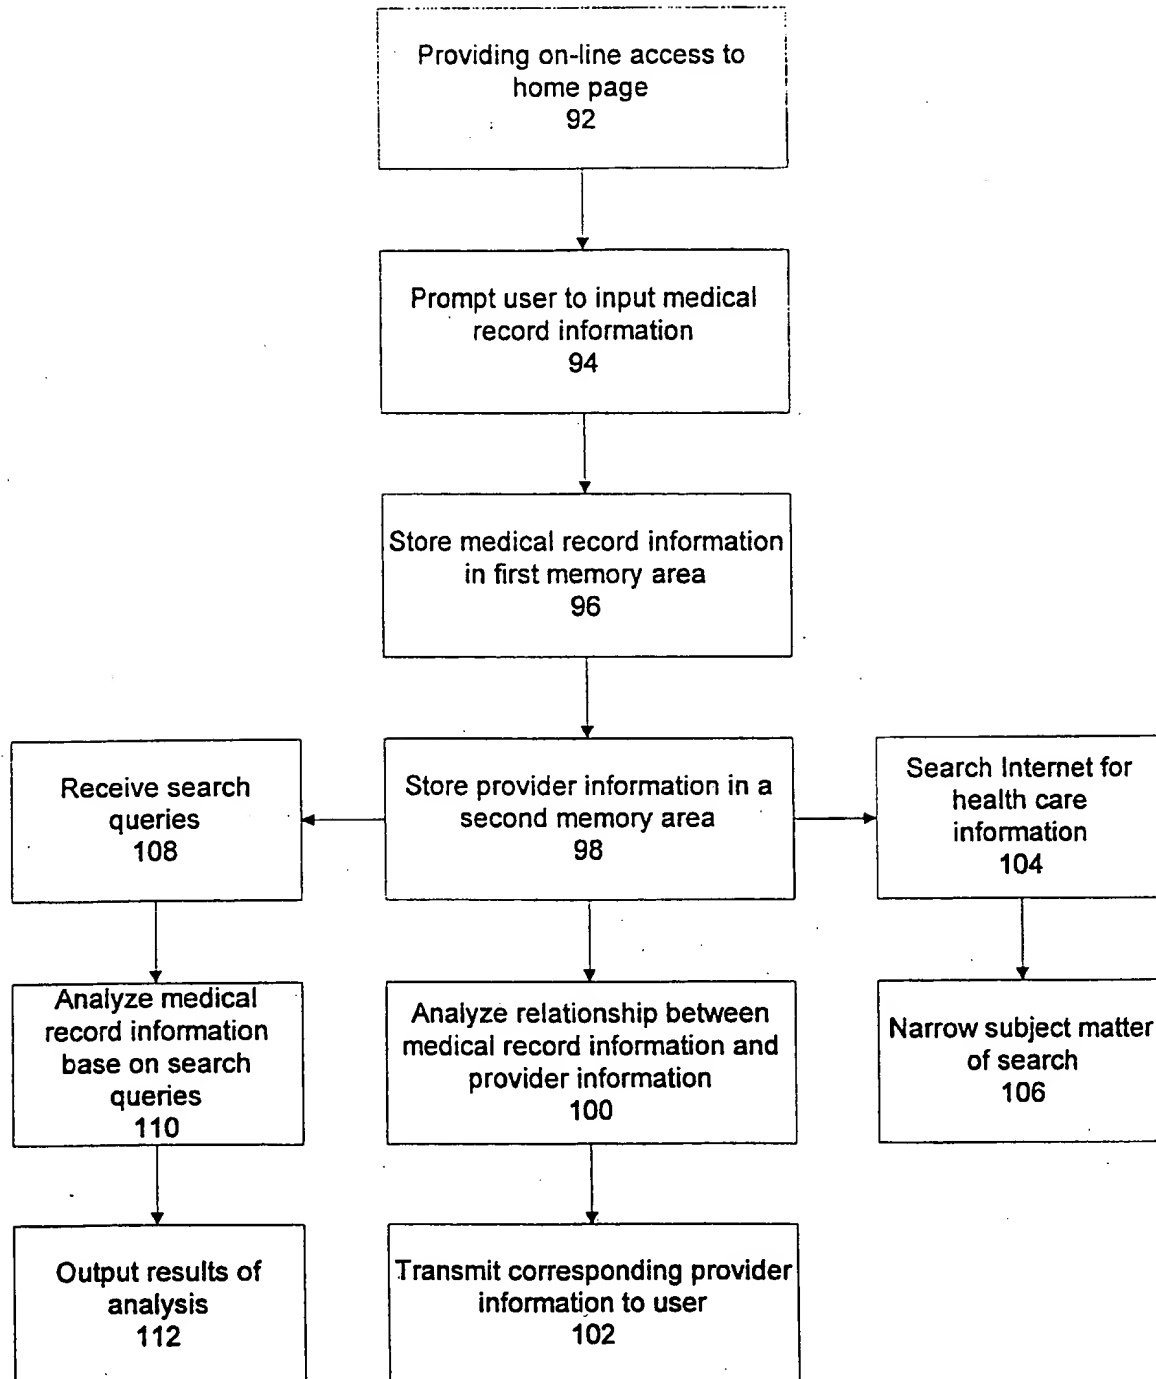 Providing on-line access to
home page
92
Prompt user to input medical
record information
94
Store medical record information
in first memory area
96
Receive search
queries
108
Store provider information in a
second memory area
98
Search Internet for
health care
information
104
Analyze medical
record information
base on search
queries
110
Analyze relationship between
medical record information and
provider information
100
Narrow subject matter
of search
106
Output results of
analysis
112
Transmit corresponding provider
information to user
102